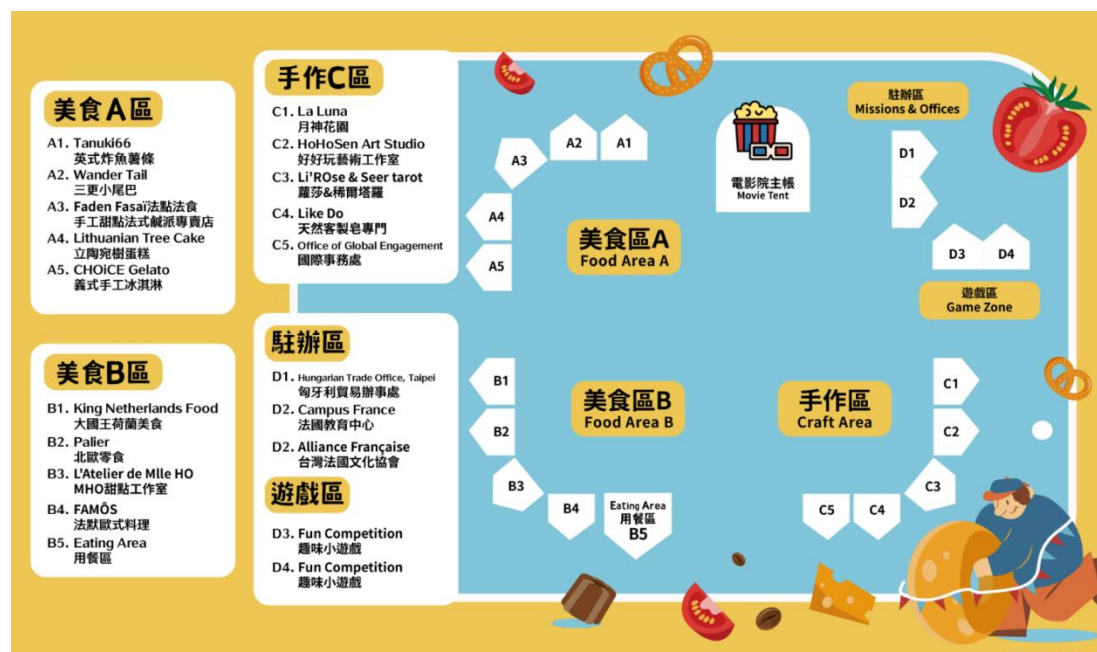 美食A區
A1. Tanuki66
英式炸魚薯條
A2. Wander Tail
三更小尾巴
A3. Faden Fasaï法點法食
手工甜點法式鹹派專賣店
A4. Lithuanian Tree Cake
立陶宛樹蛋糕
A5. CHOiCE Gelato
義式手工冰淇淋
美食B區
B1. King Netherlands Food
大國王荷蘭美食
B2. Palier
北歐零食
B3. L'Atelier de Mlle HO
MHO甜點工作室
B4. FAMÔS
法默歐式料理
B5. Eating Area
用餐區
手作C區
C1. La Luna
月神花園
C2. HoHoSen Art Studio
好好玩藝術工作室
C3. Li'ROse & Seer tarot
蘿莎&稀爾塔羅
C4. Like Do
天然客製皂專門
C5. Office of Global Engagement
國際事務處
駐辦區
D1. Hungarian Trade Office, Taipei
匈牙利貿易辦事處
D2. Campus France
法國教育中心
D2. Alliance Française
台灣法國文化協會
遊戲區
D3. Fun Competition
趣味小遊戲
D4. Fun Competition
趣味小遊戲
A3
A2
A1
A4
A5
美食區A
Food Area A
電影院主帳
Movie Tent
駐辦區
Missions & Offices
D1
D2
D3
D4
遊戲區
Game Zone
B1
B2
B3
B4
Eating Area
用餐區
B5
美食區B
Food Area B
手作區
Craft Area
C1
C2
C3
C5
C4